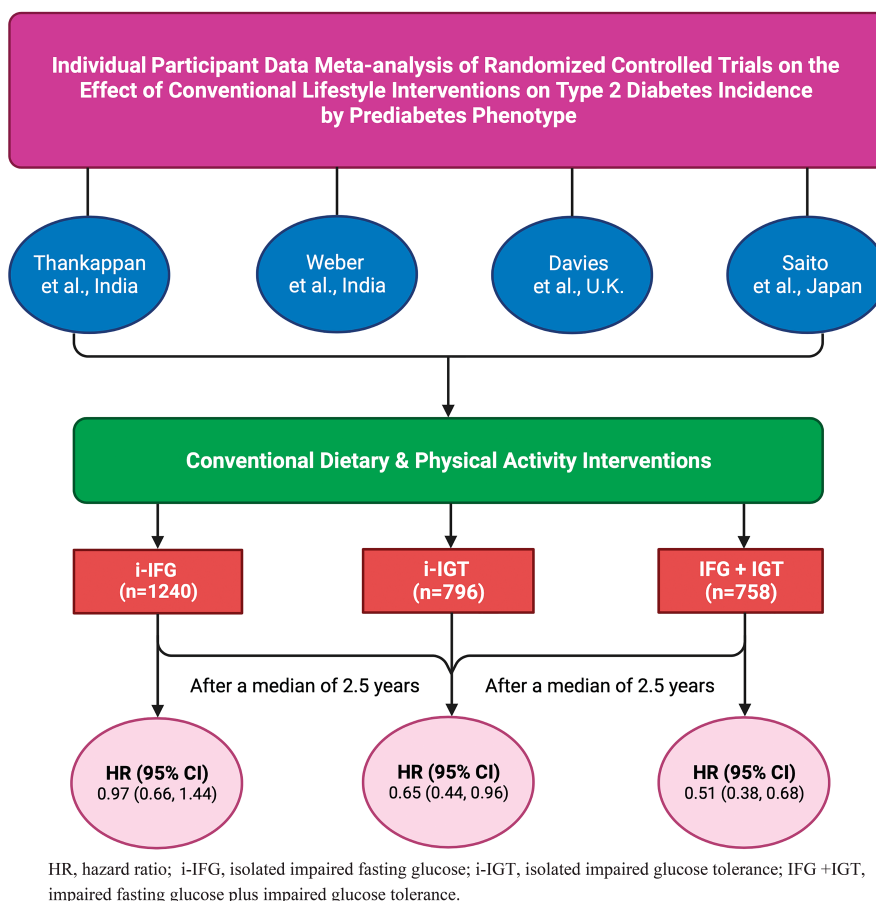 Individual Participant Data Meta-analysis of Randomized Controlled Trials on the
Effect of Conventional Lifestyle Interventions on Type 2 Diabetes Incidence
by Prediabetes Phenotype
Thankappan
et al., India
Weber
et al., India
Davies
et al., U.K.
Saito
et al., Japan
Conventional Dietary & Physical Activity Interventions
i-IFG
(n=1240)
i-IGT
(n=796)
IFG + IGT
(n=758)
After a median of 2.5 years
After a median of 2.5 years
HR (95% CI)
0.97 (0.66, 1.44)
HR (95% CI)
0.65 (0.44, 0.96)
HR (95% CI)
0.51 (0.38, 0.68)
HR, hazard ratio; i-IFG, isolated impaired fasting glucose; i-IGT, isolated impaired glucose tolerance; IFG +IGT,
impaired fasting glucose plus impaired glucose tolerance.